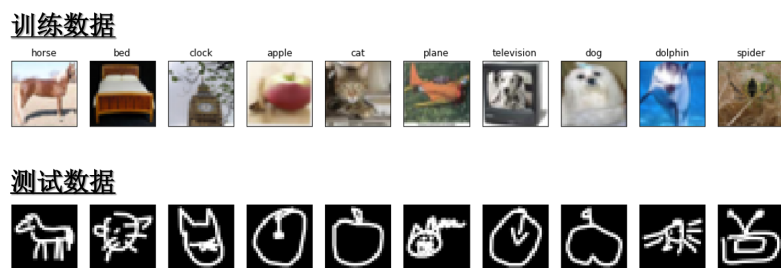 训练数据
horse bed clock apple cat plane television dog dolphin spider
测试数据